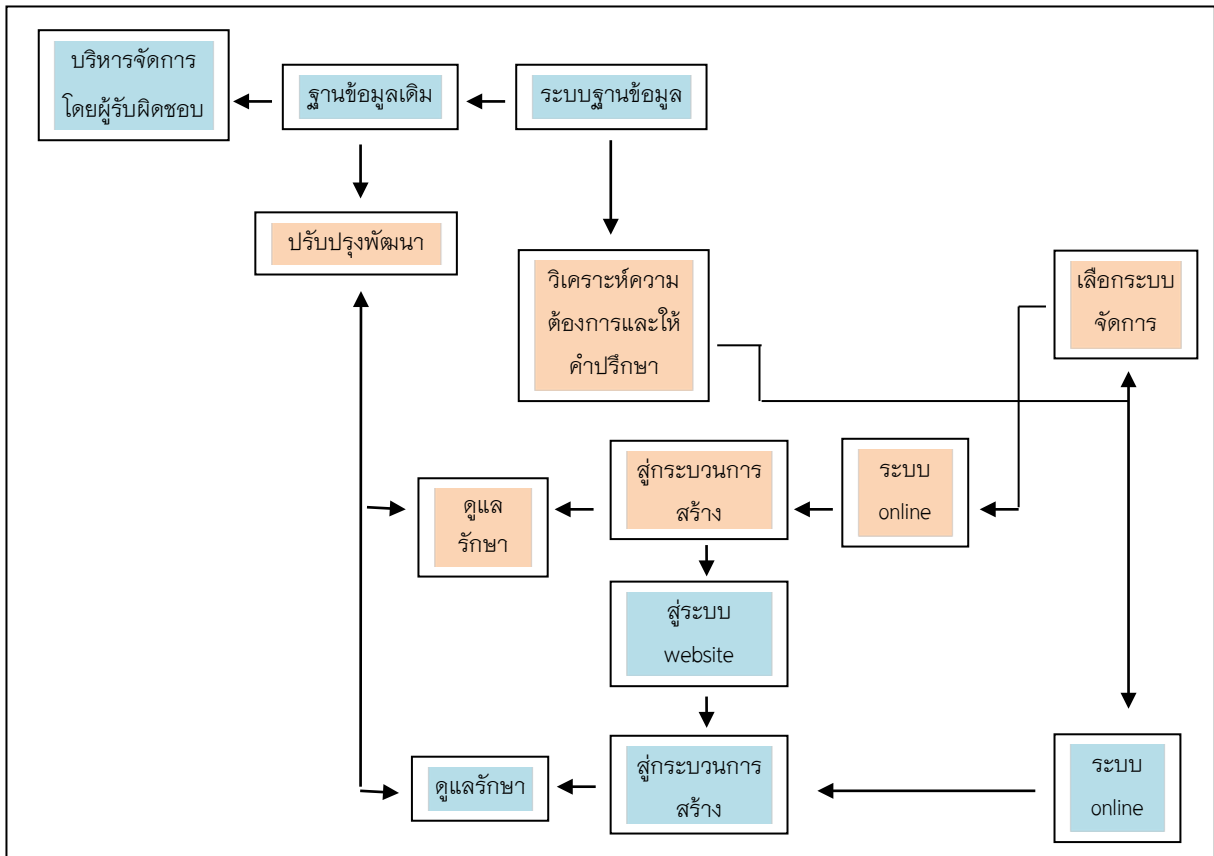 บริหารจัดการ
โดยผู้รับผิดชอบ
ฐานข้อมูลเดิม
ระบบฐานข้อมูล
ปรับปรุงพัฒนา
วิเคราะห์ความ
ต้องการและให้
คำปรึกษา
เลือกระบบ
จัดการ
ดูแล
รักษา
สู่กระบวนการ
สร้าง
ระบบ
online
สู่ระบบ
website
ดูแลรักษา
สู่กระบวนการ
สร้าง
ระบบ
online